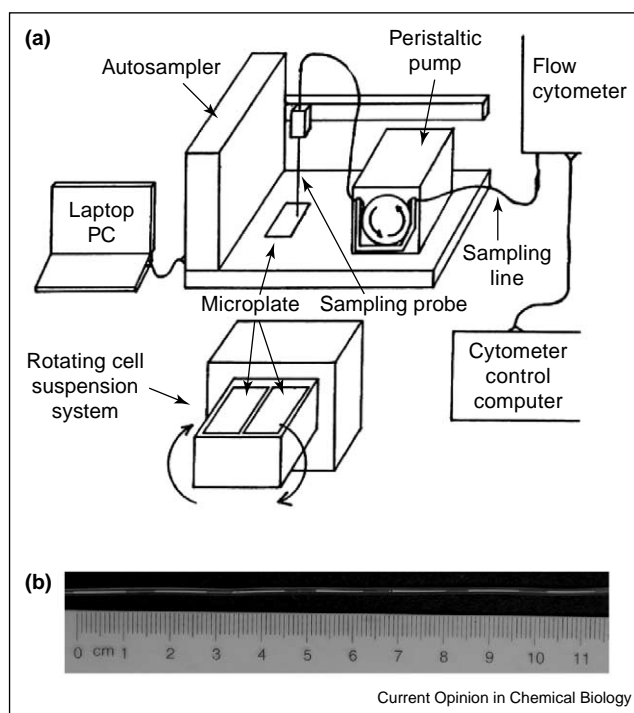 (a)
Peristaltic
pump
Flow
cytometer
Autosampler
Laptop
PC
Sampling
line
Microplate
Sampling probe
Rotating cell
suspension
system
Cytometer
control
computer
(b)
0 cm 1 2 3 4 5 6 7 8 9 10 11
Current Opinion in Chemical Biology